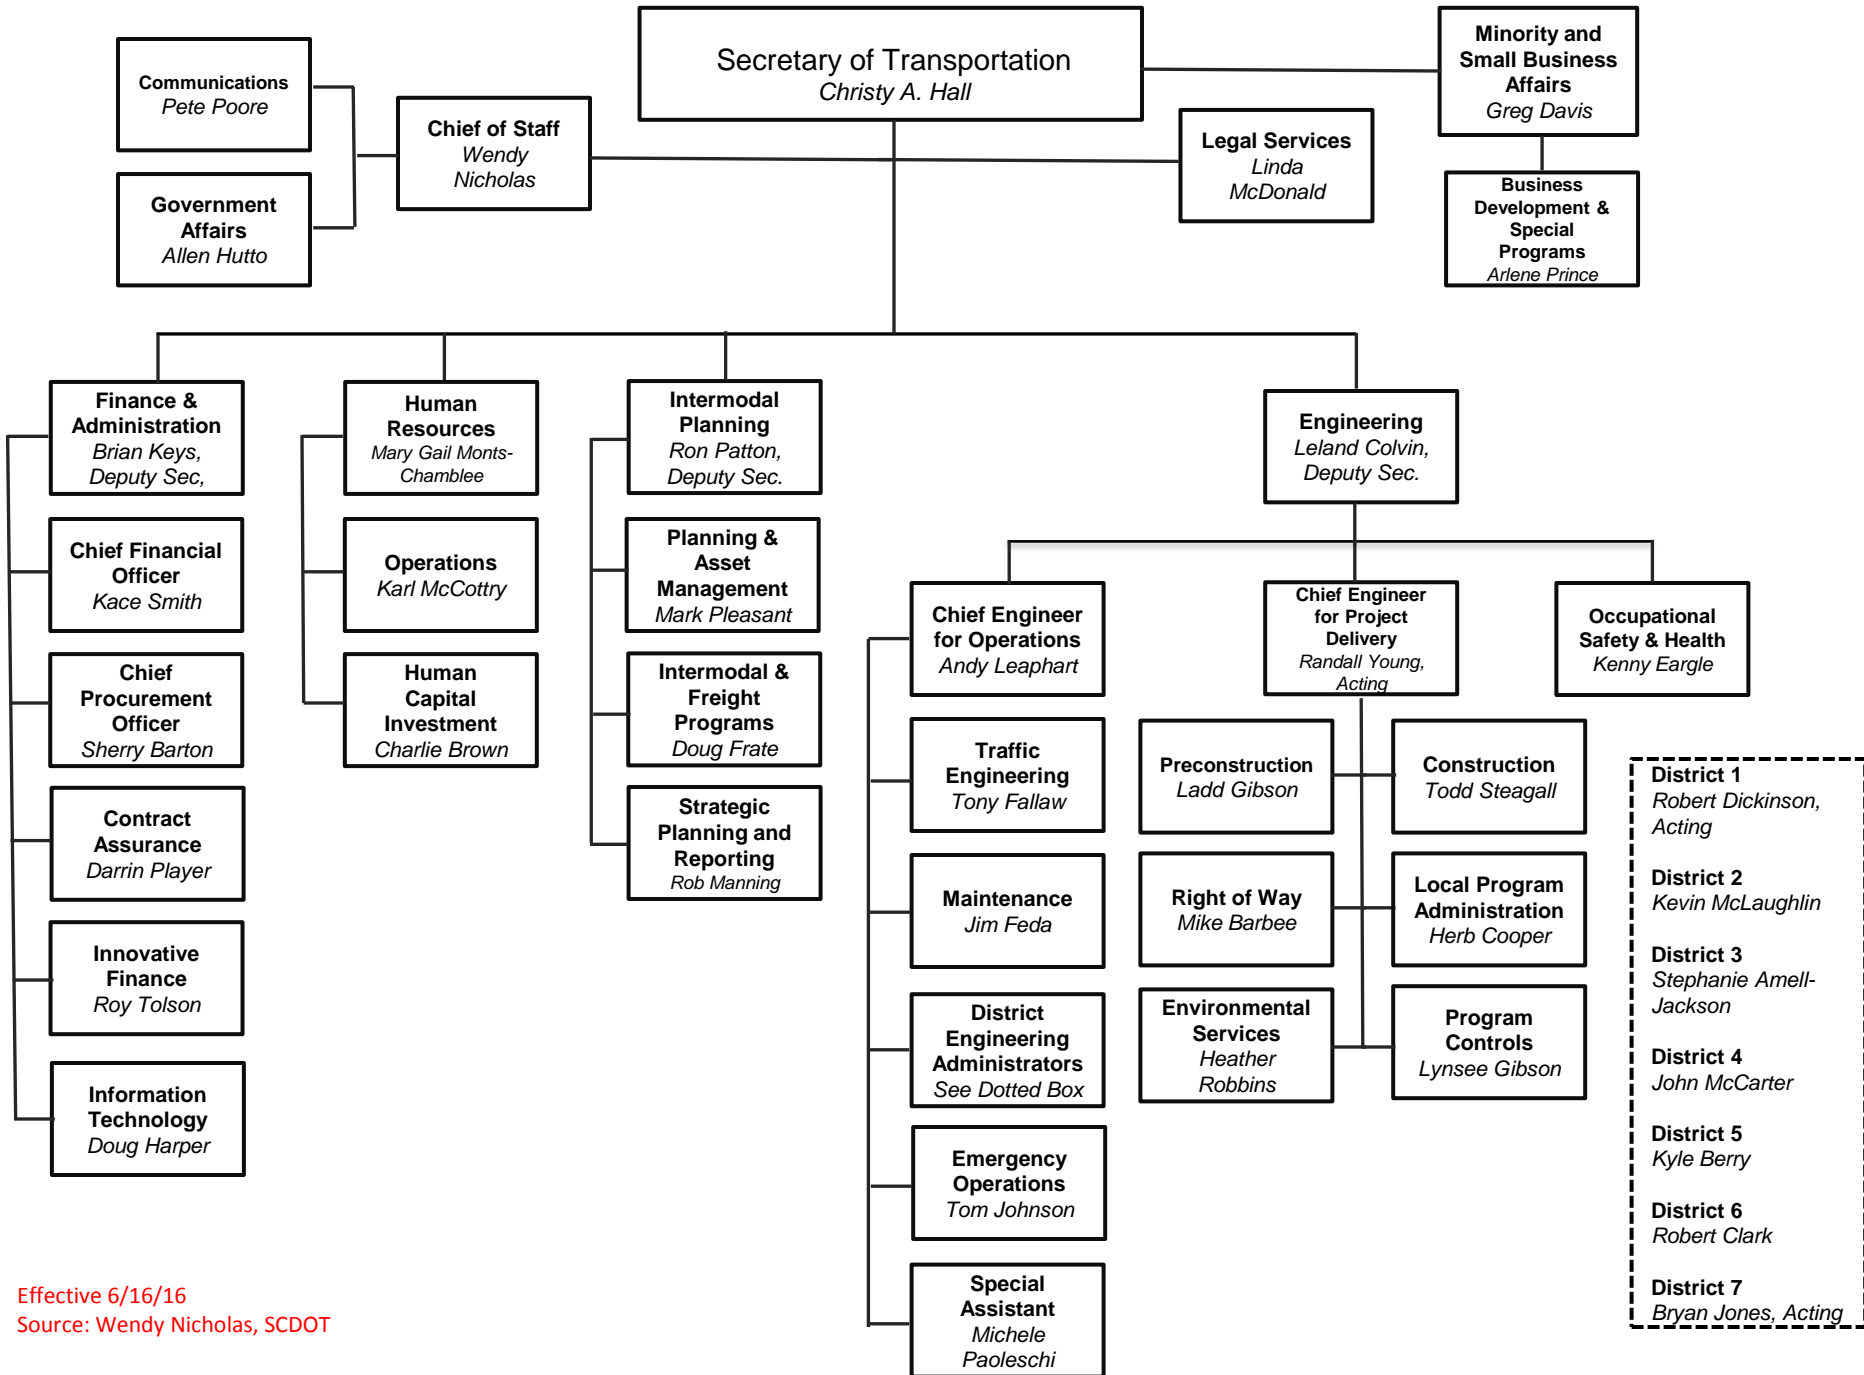 Secretary of Transportation
Christy A. Hall
Minority and
Small Business
Affairs
Greg Davis
Communications
Pete Poore
Chief of Staff
Wendy
Nicholas
Legal Services
Linda
McDonald
Government
Affairs
Allen Hutto
Business
Development &
Special
Programs
Arlene Prince
Finance &
Administration
Brian Keys,
Deputy Sec,
Human
Resources
Mary Gail Monts-
Chamblee
Intermodal
Planning
Ron Patton,
Deputy Sec.
Engineering
Leland Colvin,
Deputy Sec.
Chief Financial
Officer
Kace Smith
Operations
Karl McCottry
Planning &
Asset
Management
Mark Pleasant
Chief Engineer
for Operations
Andy Leaphart
Chief Engineer
for Project
Delivery
Randall Young,
Acting
Occupational
Safety & Health
Kenny Eargle
Chief
Procurement
Officer
Sherry Barton
Human
Capital
Investment
Charlie Brown
Intermodal &
Freight
Programs
Doug Frate
Traffic
Engineering
Tony Fallaw
Preconstruction
Ladd Gibson
Construction
Todd Steagall
Contract
Assurance
Darrin Player
Strategic
Planning and
Reporting
Rob Manning
Maintenance
Jim Feda
Right of Way
Mike Barbee
Local Program
Administration
Herb Cooper
Innovative
Finance
Roy Tolson
District
Engineering
Administrators
See Dotted Box
Environmental
Services
Heather
Robbins
Program
Controls
Lynsee Gibson
Information
Technology
Doug Harper
Emergency
Operations
Tom Johnson
Special
Assistant
Michele
Paoleschi
District 1
Robert Dickinson,
Acting
District 2
Kevin McLaughlin
District 3
Stephanie Amell-
Jackson
District 4
John McCarter
District 5
Kyle Berry
District 6
Robert Clark
District 7
Bryan Jones, Acting
Effective 6/16/16
Source: Wendy Nicholas, SCDOT